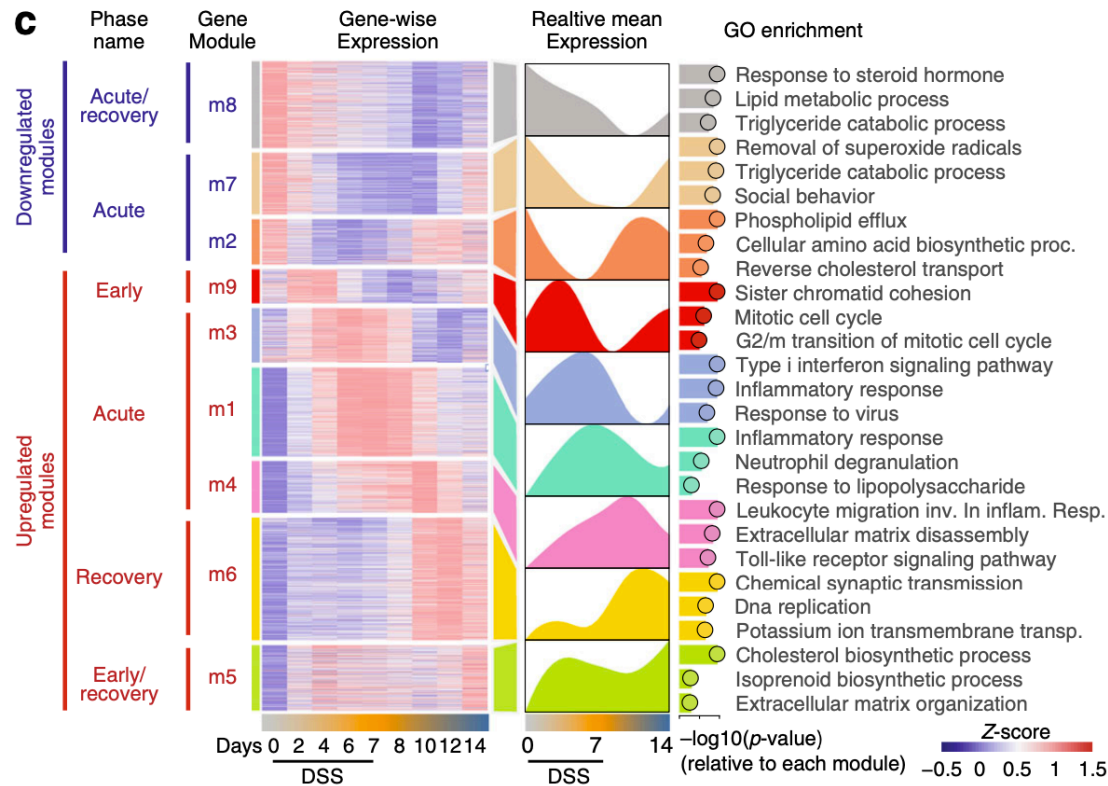 c
Phase name
Gene Module
Gene-wise Expression
Realtive mean Expression
GO enrichment
Downregulated modules
Upregulated modules
Acute/recovery
Acute
Early
Acute
Recovery
Early/recovery
m8
m7
m2
m9
m3
m1
m4
m6
m5
Response to steroid hormone
Lipid metabolic process
Triglyceride catabolic process
Removal of superoxide radicals
Triglyceride catabolic process
Social behavior
Phospholipid efflux
Cellular amino acid biosynthetic proc.
Reverse cholesterol transport
Sister chromatid cohesion
Mitotic cell cycle
G2/m transition of mitotic cell cycle
Type i interferon signaling pathway
Inflammatory response
Response to virus
Inflammatory response
Neutrophil degranulation
Response to lipopolysaccharide
Leukocyte migration inv. In inflam. Resp.
Extracellular matrix disassembly
Toll-like receptor signaling pathway
Chemical synaptic transmission
Dna replication
Potassium ion transmembrane transp.
Cholesterol biosynthetic process
Isoprenoid biosynthetic process
Extracellular matrix organization
Days 0 2 4 6 7 8 10 12 14
DSS
0 7 14
DSS
–log10(p-value)
(relative to each module)
Z-score
–0.5 0 0.5 1 1.5